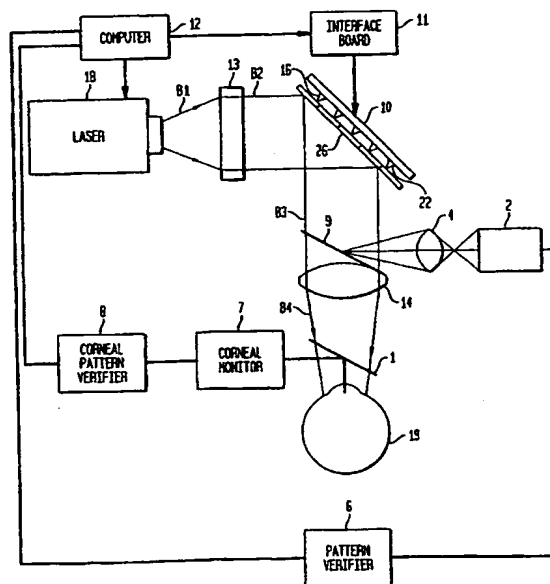 12
COMPUTER
INTERFACE
BOARD
11
18
LASER
B1
13
B2
16
10
26
22
B3
9
4
2
14
B4
8
CORNEAL
PATTERN
VERIFIER
7
CORNEAL
MONITOR
1
19
6
PATTERN
VERIFIER